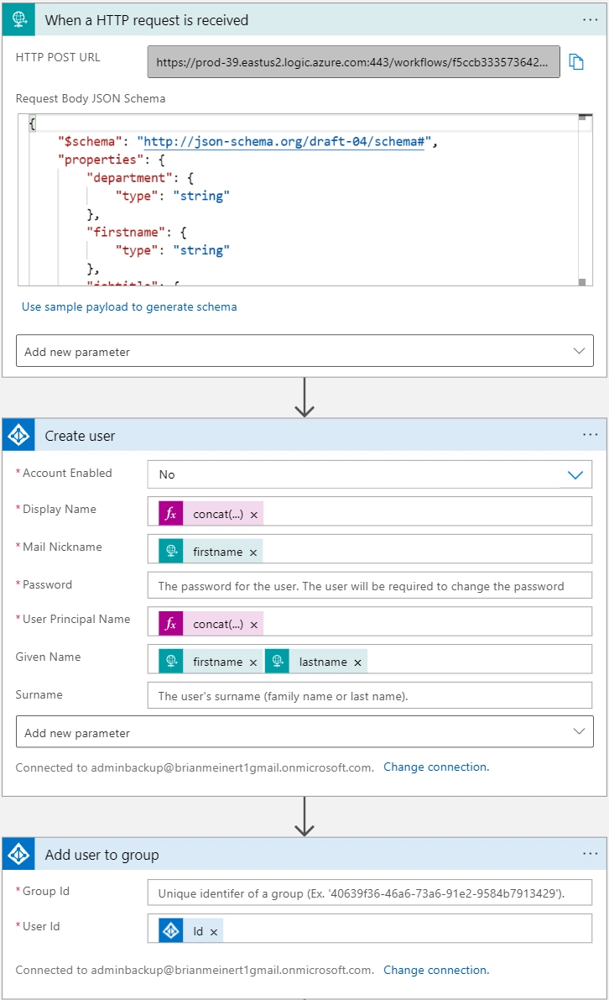 When a HTTP request is received
HTTP POST URL
https://prod-39.eastus2.logic.azure.com:443/workflows/f5ccb333573642...
Request Body JSON Schema
{
"$schema": "http://json-schema.org/draft-04/schema#",
"properties": {
"department": {
"type": "string"
},
"firstname": {
"type": "string"
},
"jobtitle": {
Use sample payload to generate schema
Add new parameter
Create user
* Account Enabled
No
* Display Name
fx concat(...) ×
* Mail Nickname
firstname ×
* Password
The password for the user. The user will be required to change the password
* User Principal Name
fx concat(...) ×
Given Name
firstname × lastname ×
Surname
The user's surname (family name or last name).
Add new parameter
Connected to adminbackup@brianmeinert1gmail.onmicrosoft.com. Change connection.
Add user to group
* Group Id
Unique identifer of a group (Ex. '40639f36-46a6-73a6-91e2-9584b7913429').
* User Id
Id ×
Connected to adminbackup@brianmeinert1gmail.onmicrosoft.com. Change connection.